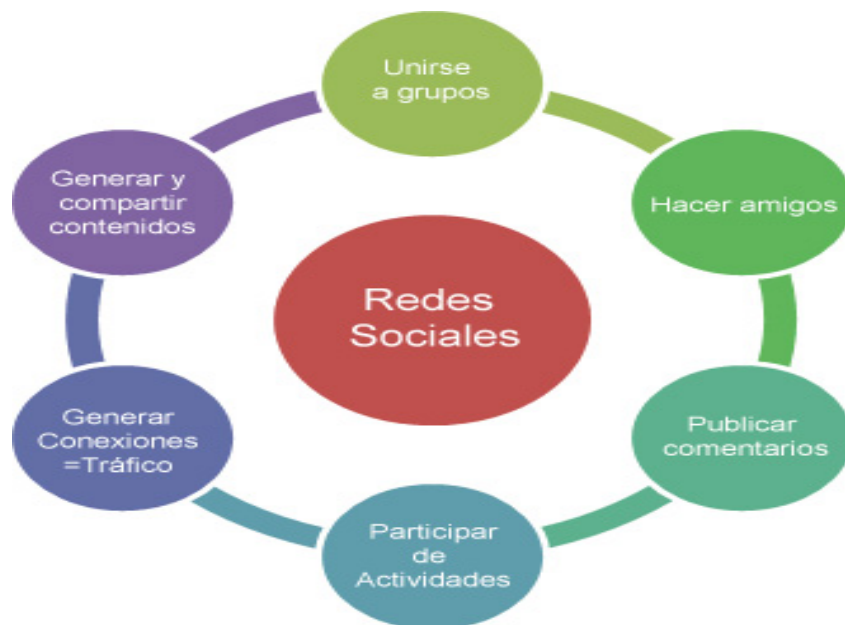 Unirse
a grupos
Generar y
compartir
contenidos
Hacer amigos
Redes
Sociales
Generar
Conexiones
=Tráfico
Publicar
comentarios
Participar
de
Actividades